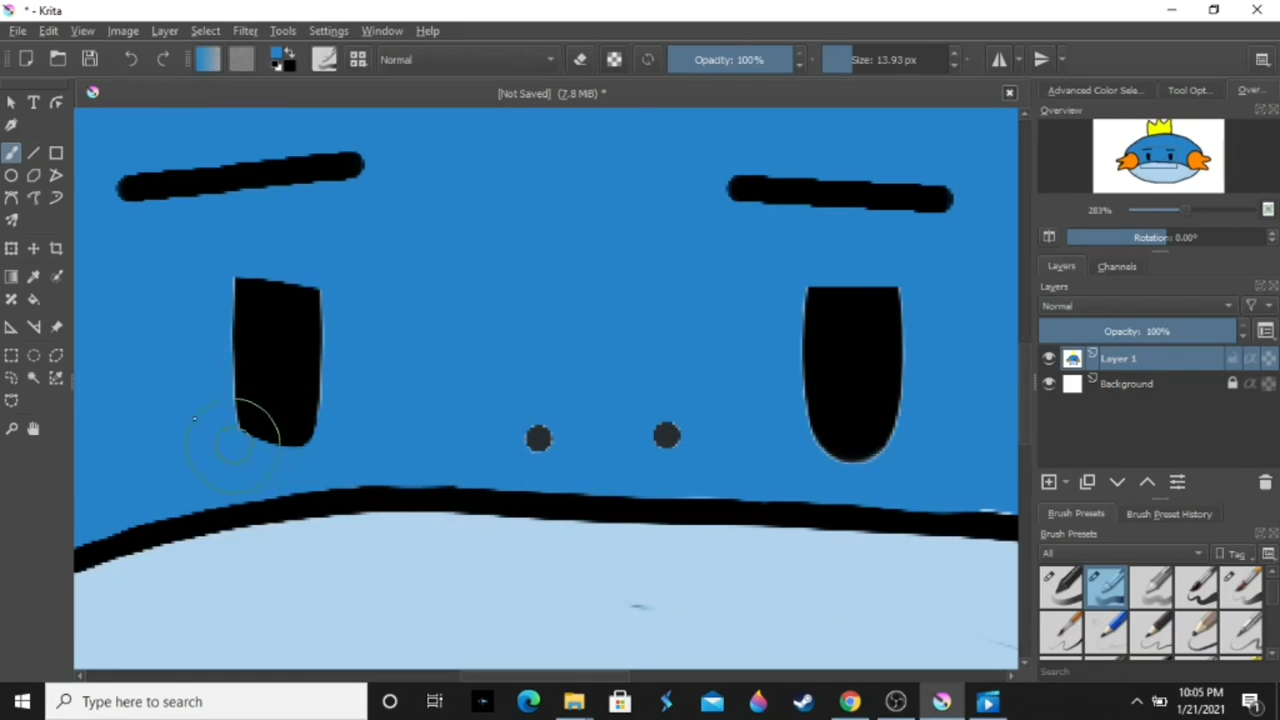 * - Krita
File Edit View Image Layer Select Filter Tools Settings Window Help
Normal
Opacity: 100%
Size: 13.93 px
[Not Saved] (7.8 MiB) *
Advanced Color Sele... Tool Opt... Over...
Overview
283%
Rotation: 0.00°
Layers Channels
Layers
Normal
Opacity: 100%
Layer 1
Background
Brush Presets Brush Preset History
Brush Presets
All
Tag
Search
Type here to search
10:05 PM
1/21/2021